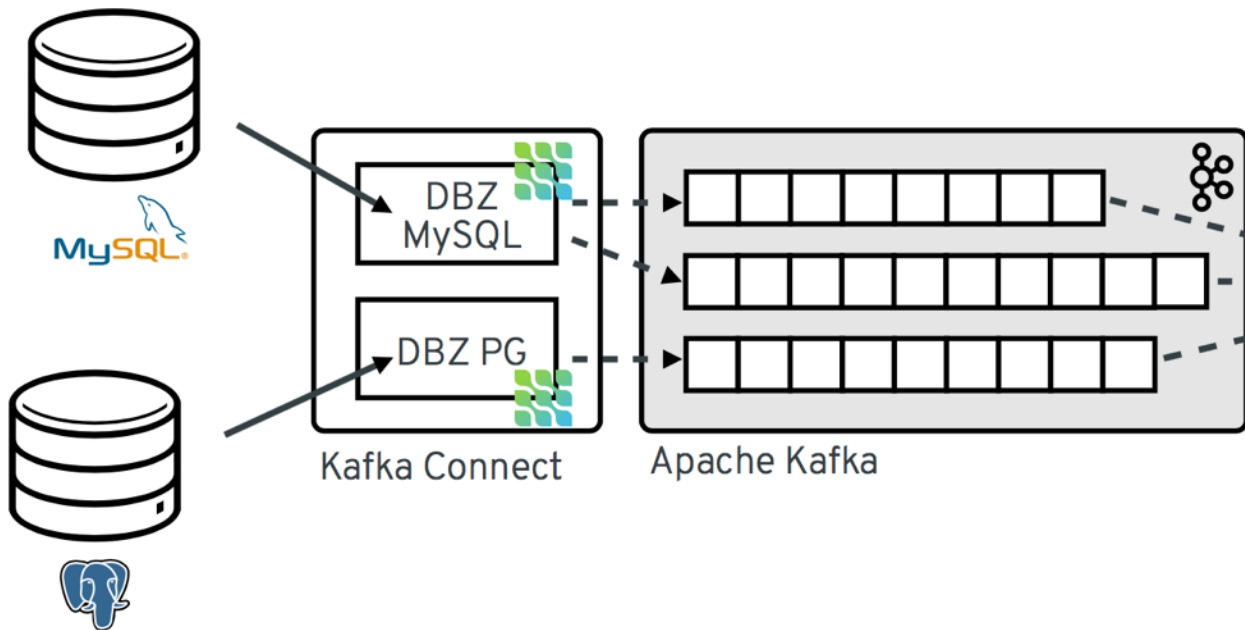 MySQL®
DBZ
MySQL
DBZ PG
Kafka Connect
Apache Kafka